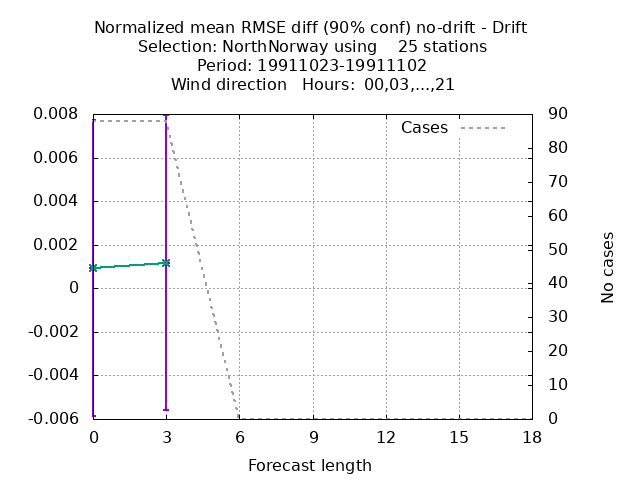 Normalized mean RMSE diff (90% conf) no-drift - Drift
Selection: NorthNorway using    25 stations
Period: 19911023-19911102
Wind direction   Hours:  00,03,...,21
Cases
0.008
0.006
0.004
0.002
0
-0.002
-0.004
-0.006
90
80
70
60
50
40
30
20
10
0
No cases
0 3 6 9 12 15 18
Forecast length